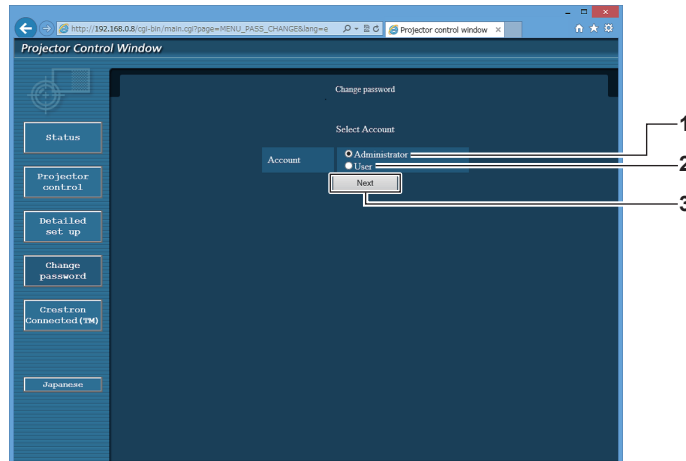 http://192.168.0.8/cgi-bin/main.cgi?page=MENU_PASS_CHANGE&lang=e
Projector control window
Projector Control Window
Change password
Select Account
Account
Administrator
User
Next
1
2
3
Status
Projector
control
Detailed
set up
Change
password
Crestron
Connected(TM)
Japanese